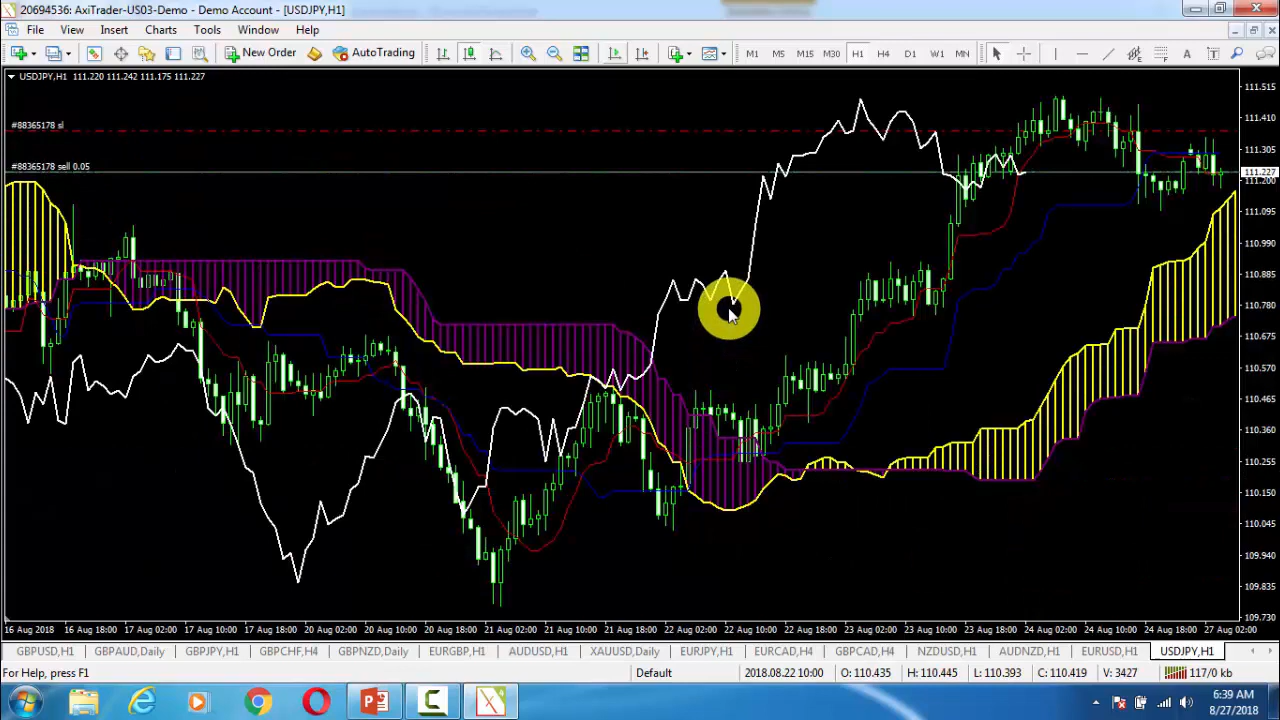 20694536: AxiTrader-US03-Demo - Demo Account - [USDJPY,H1]
File View Insert Charts Tools Window Help
New Order AutoTrading M1 M5 M15 M30 H1 H4 D1 W1 MN
USDJPY,H1 111.220 111.242 111.175 111.227
#88365178 sl
#88365178 sell 0.05
111.515
111.410
111.305
111.227
111.200
111.095
110.990
110.885
110.780
110.675
110.570
110.465
110.360
110.255
110.150
110.045
109.940
109.835
109.730
16 Aug 2018 16 Aug 18:00 17 Aug 02:00 17 Aug 10:00 17 Aug 18:00 20 Aug 02:00 20 Aug 10:00 20 Aug 18:00 21 Aug 02:00 21 Aug 10:00 21 Aug 18:00 22 Aug 02:00 22 Aug 10:00 22 Aug 18:00 23 Aug 02:00 23 Aug 10:00 23 Aug 18:00 24 Aug 02:00 24 Aug 10:00 24 Aug 18:00 27 Aug 02:00
GBPUSD,H1 GBPAUD,Daily GBPJPY,H1 GBPCHF,H4 GBPNZD,Daily EURGBP,H1 AUDUSD,H1 XAUUSD,Daily EURJPY,H1 EURCAD,H4 GBPCAD,H4 NZDUSD,H1 AUDNZD,H1 EURUSD,H1 USDJPY,H1
For Help, press F1 Default 2018.08.22 10:00 O: 110.435 H: 110.445 L: 110.393 C: 110.419 V: 3427 117/0 kb
6:39 AM
8/27/2018